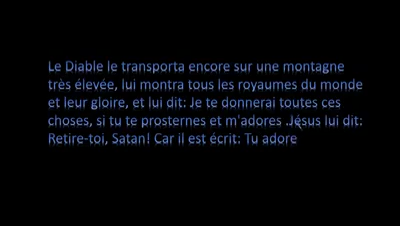 Le Diable le transporta encore sur une montagne
très élevée, lui montra tous les royaumes du monde
et leur gloire, et lui dit: Je te donnerai toutes ces
choses, si tu te prosternes et m'adores .Jésus lui dit:
Retire-toi, Satan! Car il est écrit: Tu adore